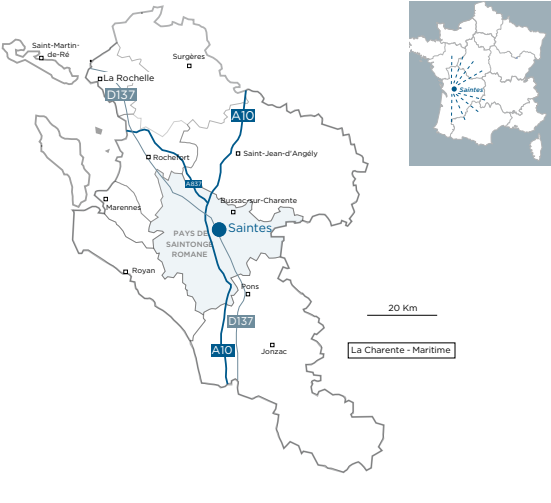 Saint-Martin-
de-Ré
Surgères
La Rochelle
D137
A10
Rochefort
Saint-Jean-d'Angély
A837
Bussac-sur-Charente
Marennes
Saintes
PAYS DE
SAINTONGE
ROMANE
Royan
Pons
D137
A10
Jonzac
20 Km
La Charente - Maritime
Saintes